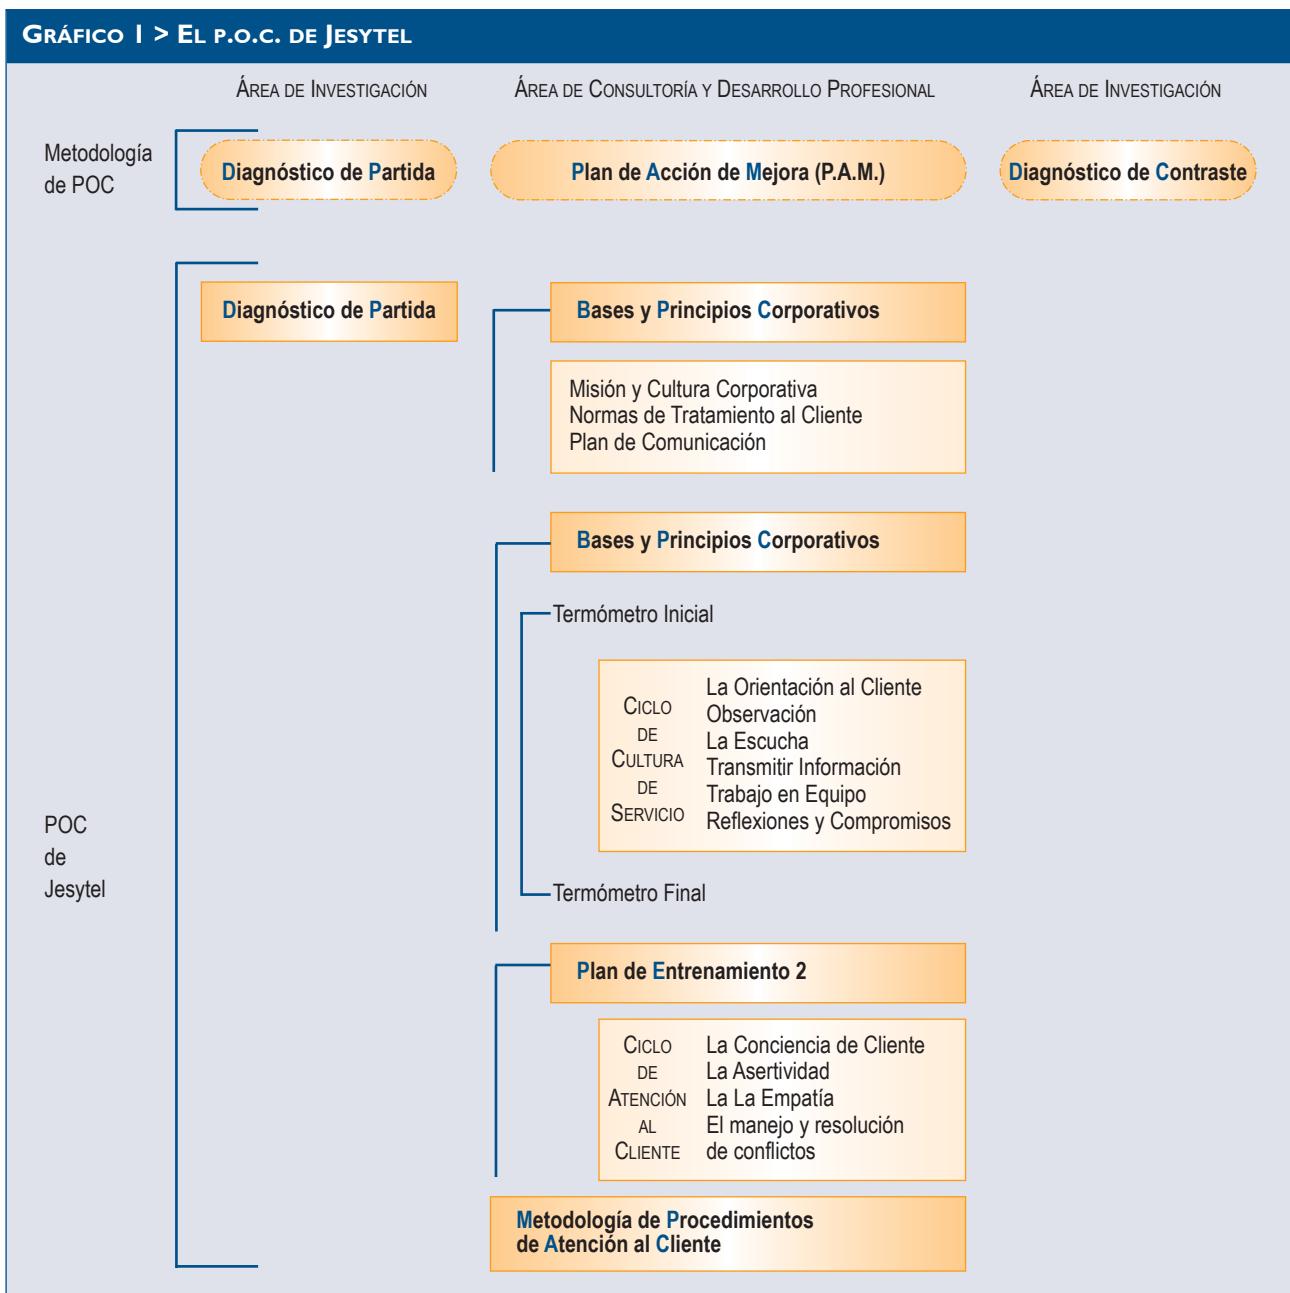 GRÁFICO 1 > EL P.O.C. DE JESYTEL
ÁREA DE INVESTIGACIÓN
ÁREA DE CONSULTORÍA Y DESARROLLO PROFESIONAL
ÁREA DE INVESTIGACIÓN
Metodología
de POC
Diagnóstico de Partida
Plan de Acción de Mejora (P.A.M.)
Diagnóstico de Contraste
POC
de
Jesytel
Diagnóstico de Partida
Bases y Principios Corporativos
Misión y Cultura Corporativa
Normas de Tratamiento al Cliente
Plan de Comunicación
Bases y Principios Corporativos
Termómetro Inicial
CICLO
DE
CULTURA
DE
SERVICIO
La Orientación al Cliente
Observación
La Escucha
Transmitir Información
Trabajo en Equipo
Reflexiones y Compromisos
Termómetro Final
Plan de Entrenamiento 2
CICLO
DE
ATENCIÓN
AL
CLIENTE
La Conciencia de Cliente
La Asertividad
La La Empatía
El manejo y resolución
de conflictos
Metodología de Procedimientos
de Atención al Cliente